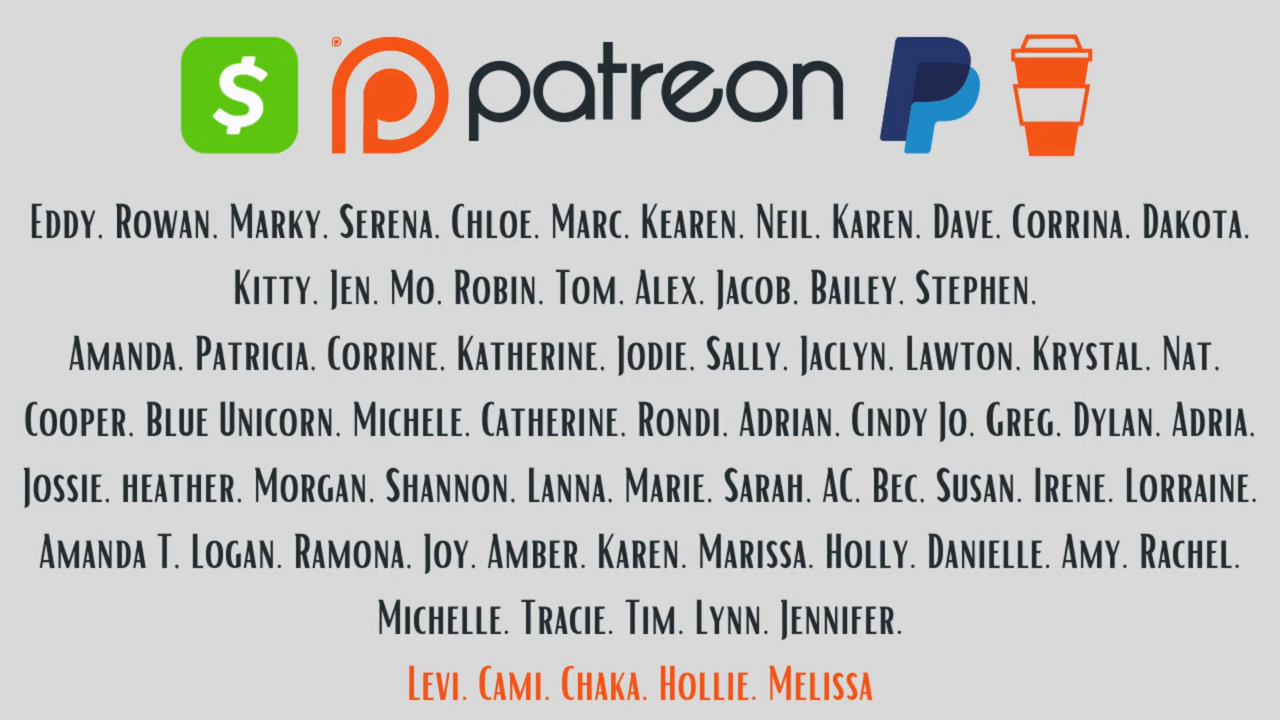 $ patreon
Eddy. Rowan. Marky. Serena. Chloe. Marc. Kearen. Neil. Karen. Dave. Corrina. Dakota.
Kitty. Jen. Mo. Robin. Tom. Alex. Jacob. Bailey. Stephen.
Amanda. Patricia. Corrine. Katherine. Jodie. Sally. Jaclyn. Lawton. Krystal. Nat.
Cooper. Blue Unicorn. Michele. Catherine. Rondi. Adrian. Cindy Jo. Greg. Dylan. Adria.
Jossie. heather. Morgan. Shannon. Lanna. Marie. Sarah. AC. Bec. Susan. Irene. Lorraine.
Amanda T. Logan. Ramona. Joy. Amber. Karen. Marissa. Holly. Danielle. Amy. Rachel.
Michelle. Tracie. Tim. Lynn. Jennifer.
Levi. Cami. Chaka. Hollie. Melissa